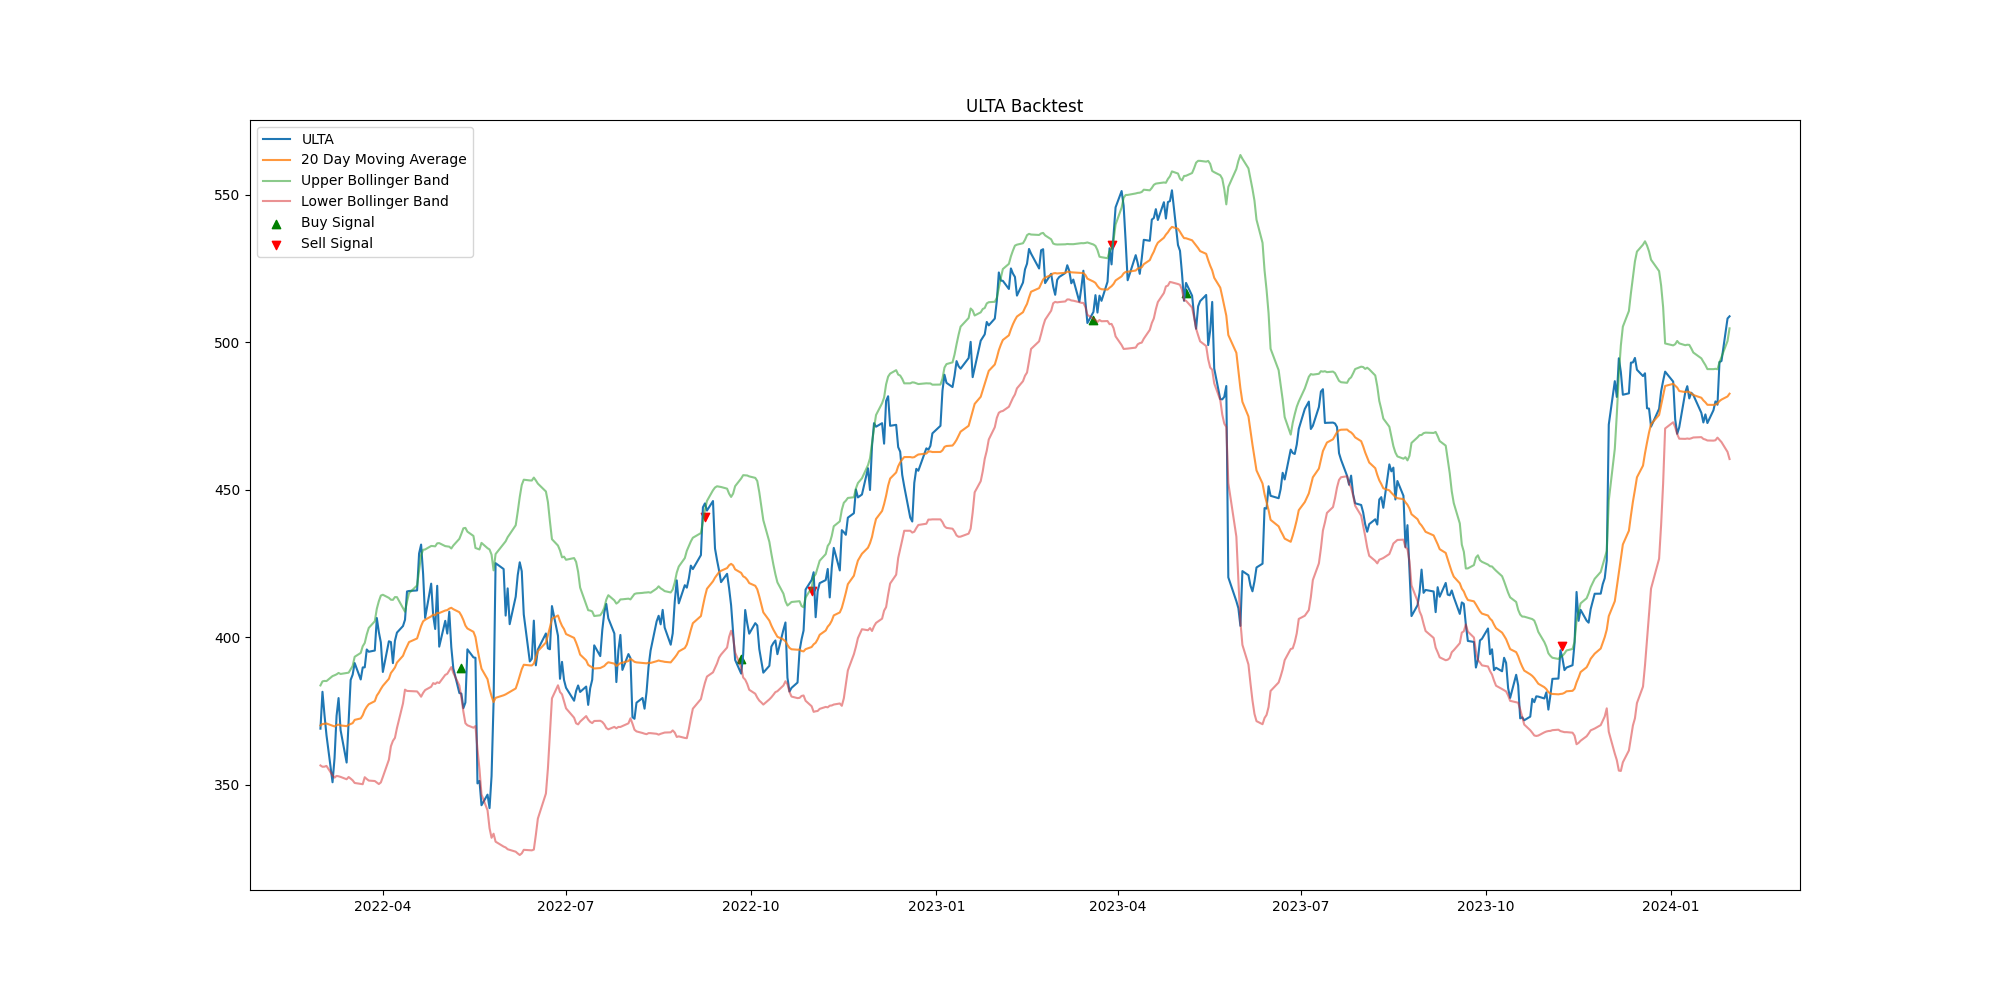 ULTA Backtest
ULTA
20 Day Moving Average
Upper Bollinger Band
Lower Bollinger Band
Buy Signal
Sell Signal
550
500
450
400
350
2022-04 2022-07 2022-10 2023-01 2023-04 2023-07 2023-10 2024-01